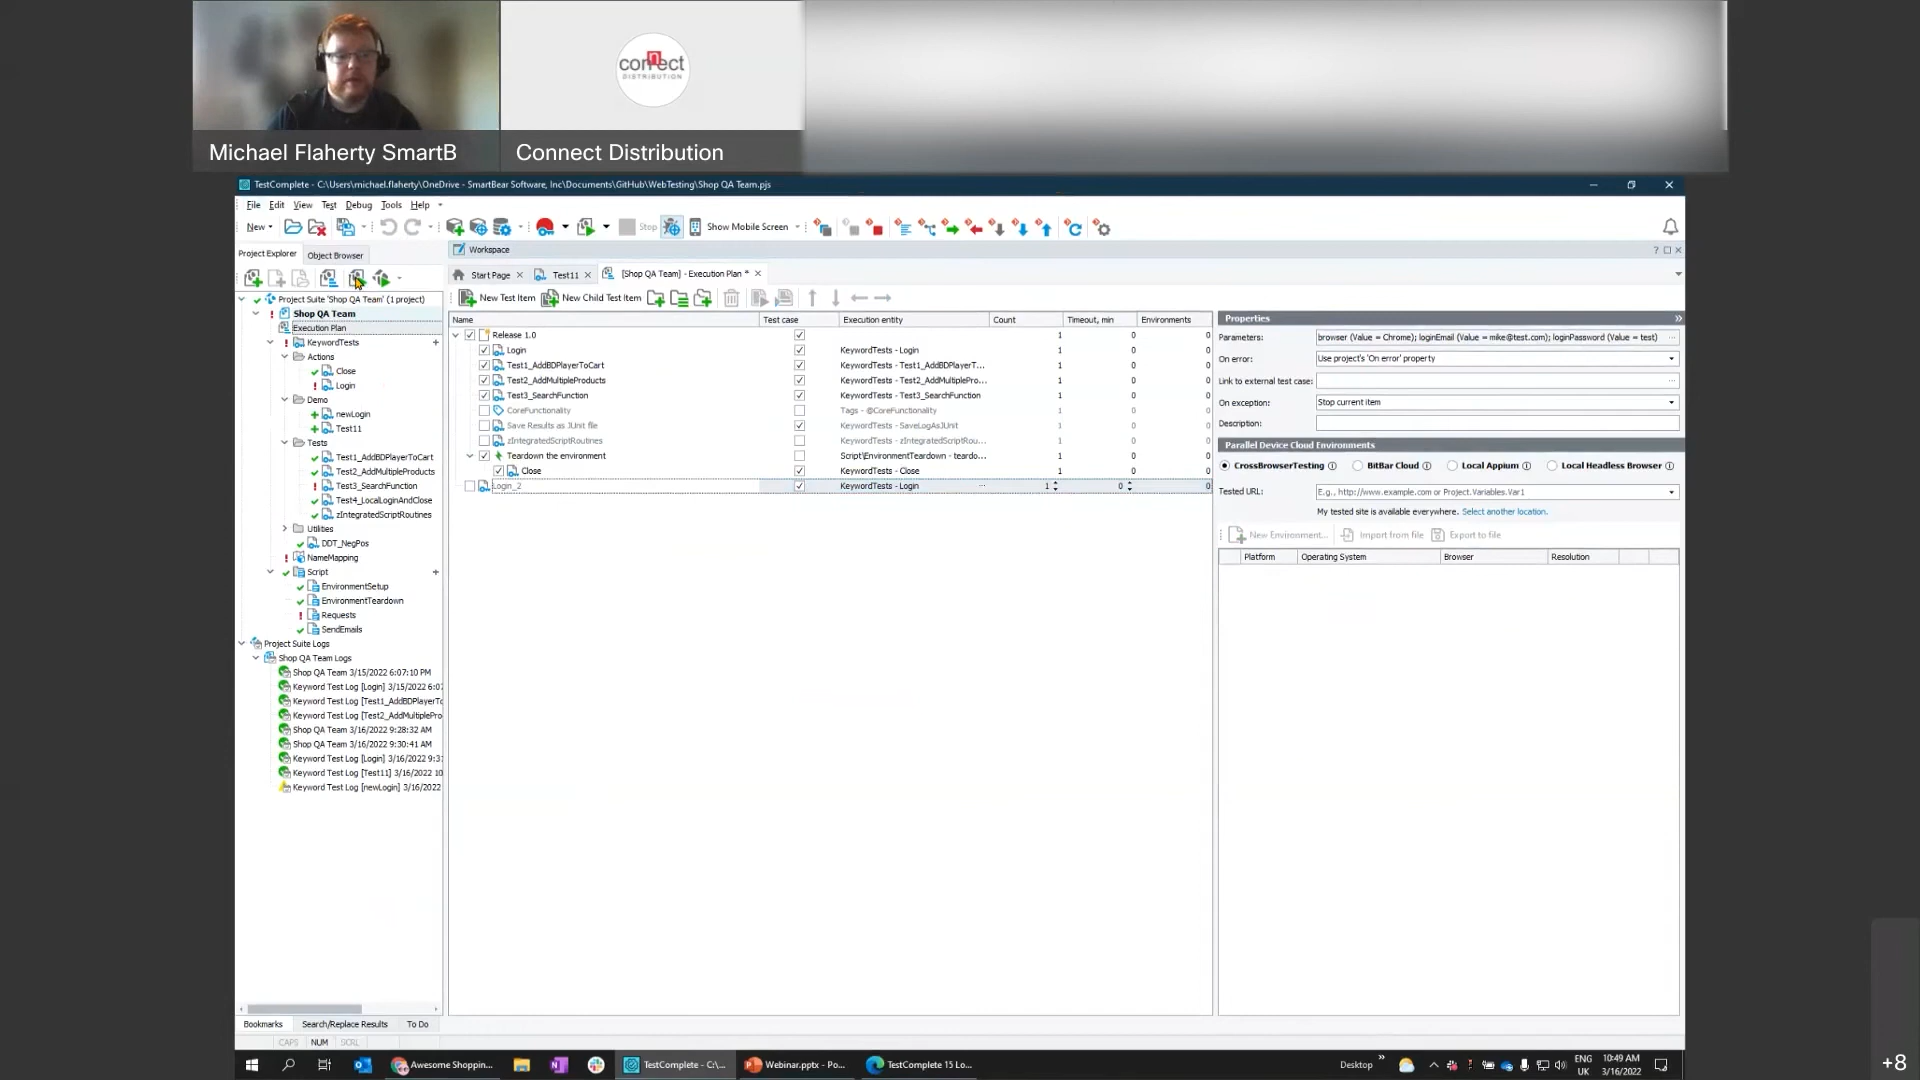 connect
DISTRIBUTION
Michael Flaherty SmartB
Connect Distribution
TestComplete - C:\Users\michael.flaherty\OneDrive - SmartBear Software, Inc\Documents\GitHub\WebTesting\Shop QA Team.pjs
File Edit View Test Debug Tools Help
New Stop Show Mobile Screen
Project Explorer Object Browser
Workspace
Start Page Test11 [Shop QA Team] - Execution Plan *
New Test Item New Child Test Item
Project Suite 'Shop QA Team' (1 project)
Shop QA Team
Execution Plan
KeywordTests
Actions
Close
Login
Demo
newLogin
Test11
Tests
Test1_AddBDPlayerToCart
Test2_AddMultipleProducts
Test3_SearchFunction
Test4_LocalLoginAndClose
zIntegratedScriptRoutines
Utilities
DDT_NegPos
NameMapping
Script
EnvironmentSetup
EnvironmentTeardown
Requests
SendEmails
Project Suite Logs
Shop QA Team Logs
Shop QA Team 3/15/2022 6:07:10 PM
Keyword Test Log [Login] 3/15/2022 6:07
Keyword Test Log [Test1_AddBDPlayerTo
Keyword Test Log [Test2_AddMultiplePro
Shop QA Team 3/16/2022 9:28:32 AM
Shop QA Team 3/16/2022 9:30:41 AM
Keyword Test Log [Login] 3/16/2022 9:3
Keyword Test Log [Test11] 3/16/2022 10
Keyword Test Log [newLogin] 3/16/2022
Bookmarks Search/Replace Results To Do
CAPS NUM SCRL
Name Test case Execution entity Count Timeout, min Environments
Release 1.0 1 0 0
Login KeywordTests - Login 1 0 0
Test1_AddBDPlayerToCart KeywordTests - Test1_AddBDPlayerT... 1 0 0
Test2_AddMultipleProducts KeywordTests - Test2_AddMultiplePro... 1 0 0
Test3_SearchFunction KeywordTests - Test3_SearchFunction 1 0 0
CoreFunctionality Tags - @CoreFunctionality 1 0 0
Save Results as JUnit file KeywordTests - SaveLogAsJUnit 1 0 0
zIntegratedScriptRoutines KeywordTests - zIntegratedScriptRou... 1 0 0
Teardown the environment Script\EnvironmentTeardown - teardo... 1 0 0
Close KeywordTests - Close 1 0 0
Login_2 KeywordTests - Login ... 1 0 0
Properties
Parameters: browser (Value = Chrome); loginEmail (Value = mike@test.com); loginPassword (Value = test) ...
On error: Use project's 'On error' property
Link to external test case: ...
On exception: Stop current item
Description:
Parallel Device Cloud Environments
CrossBrowserTesting BitBar Cloud Local Appium Local Headless Browser
Tested URL: E.g., http://www.example.com or Project.Variables.Var1
My tested site is available everywhere. Select another location.
New Environment... Import from file Export to file
Platform Operating System Browser Resolution
Awesome Shoppin... TestComplete - C:\... Webinar.pptx - Po... TestComplete 15 Lo...
Desktop
ENG
UK
10:49 AM
3/16/2022
+8